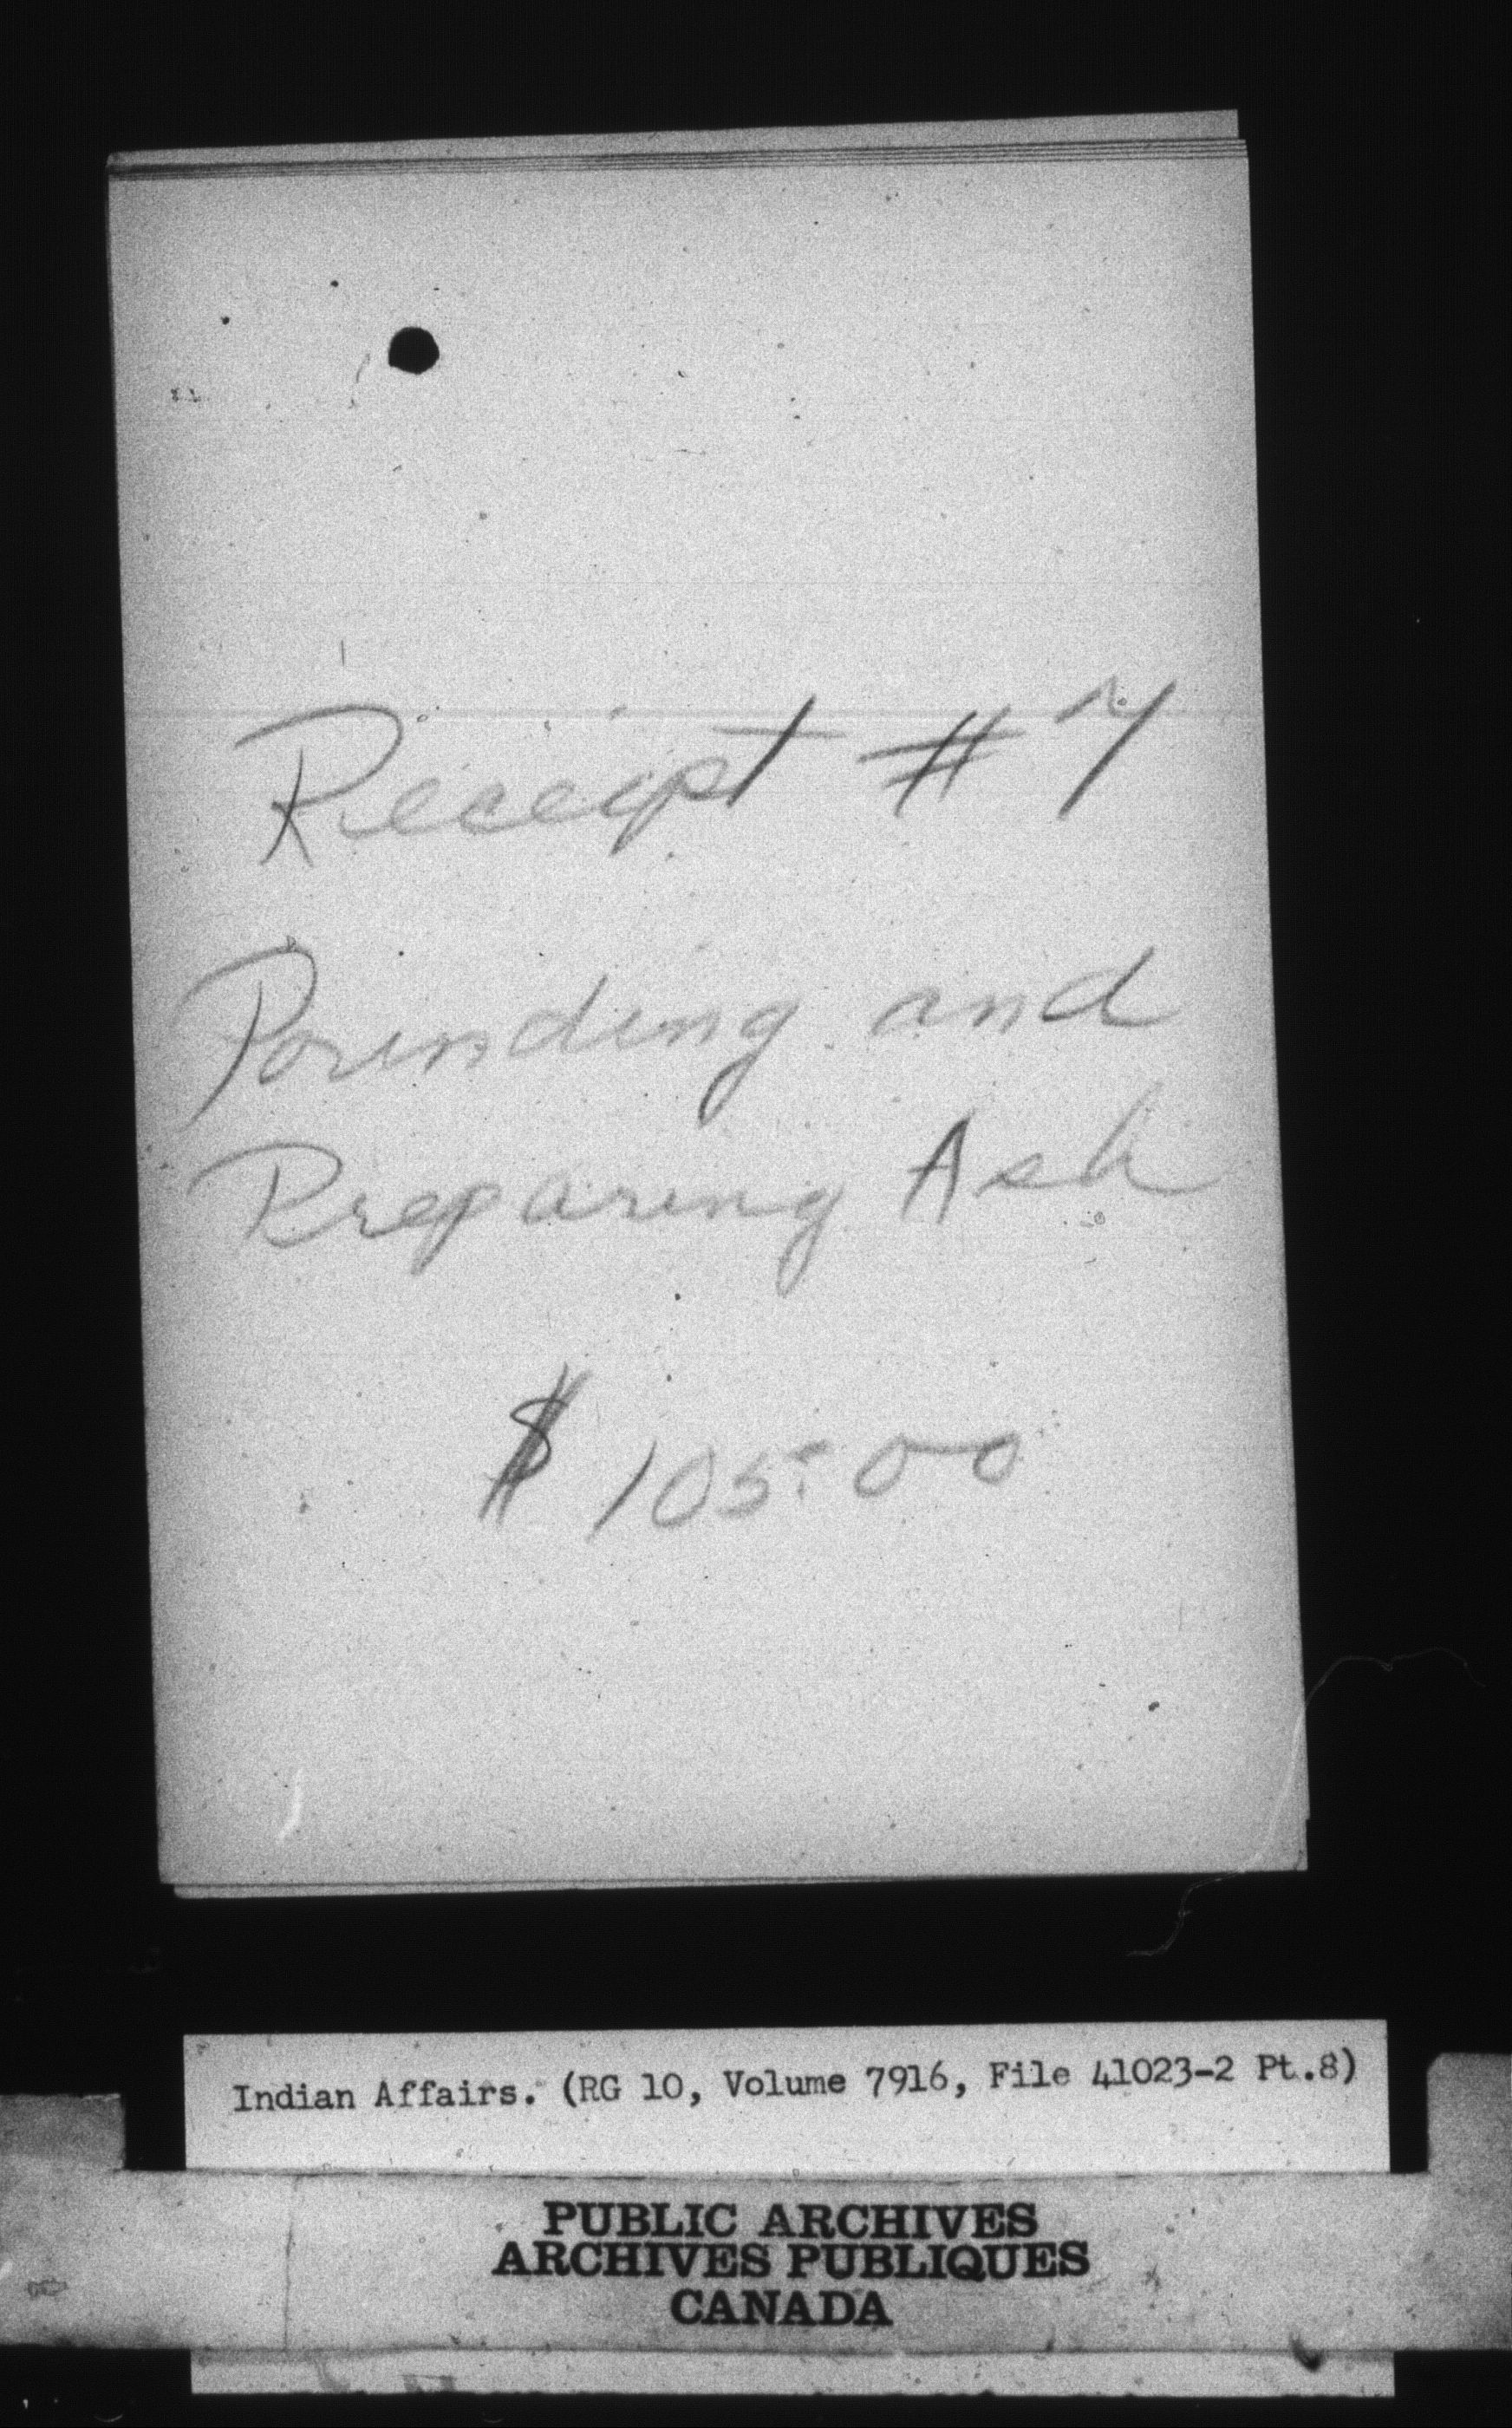 Receipt # 7
Pounding and
Preparing Ash
$ 105.00
Indian Affairs. (RG 10, Volume 7916, File 41023-2 Pt.8)
PUBLIC ARCHIVES
ARCHIVES PUBLIQUES
CANADA